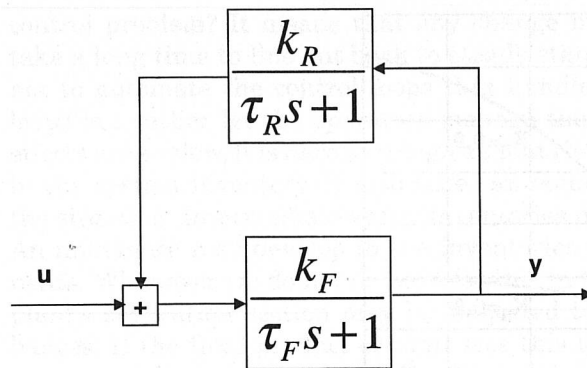 k_R
τ_R s + 1
u
+
k_F
τ_F s + 1
y